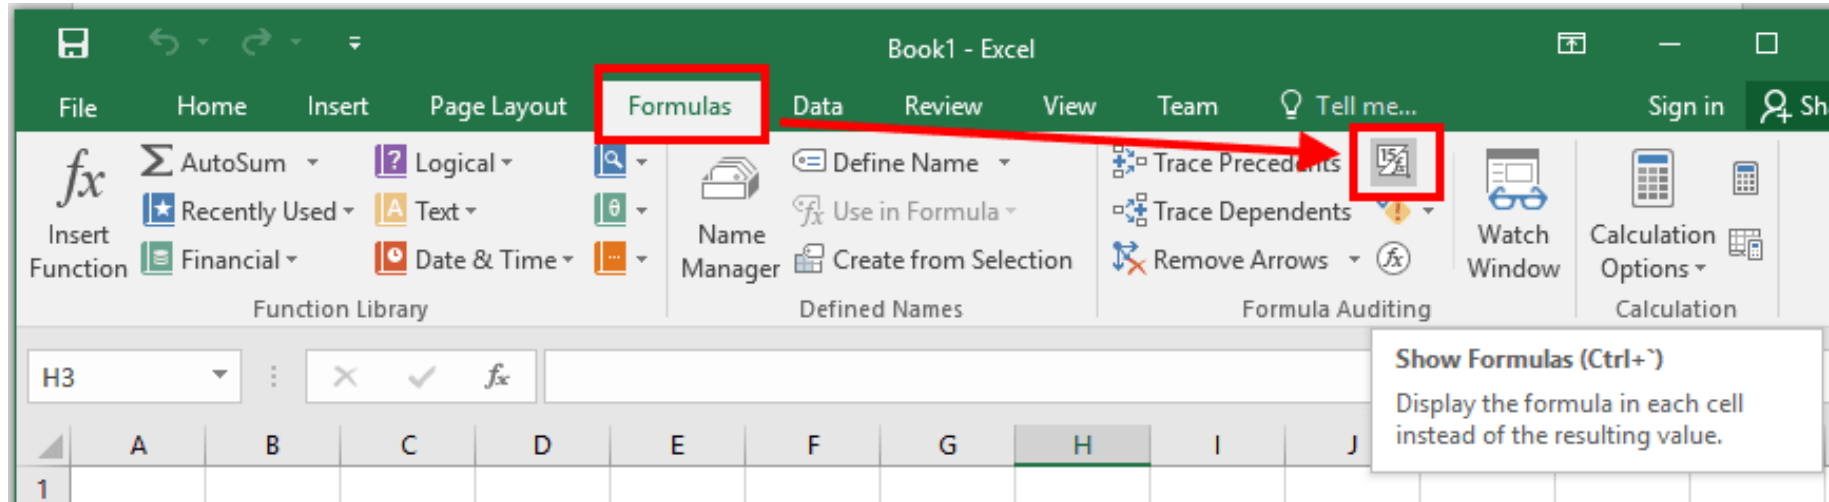 Book1 - Excel
File Home Insert Page Layout Formulas Data Review View Team Tell me... Sign in Sh
fx AutoSum Logical Define Name Trace Precedents
Recently Used Text Use in Formula Trace Dependents
Insert Function Financial Date & Time Name Manager Create from Selection Remove Arrows Watch Window Calculation Options
Function Library Defined Names Formula Auditing Calculation
H3 fx
Show Formulas (Ctrl+`)
Display the formula in each cell
instead of the resulting value.
A B C D E F G H I J
1